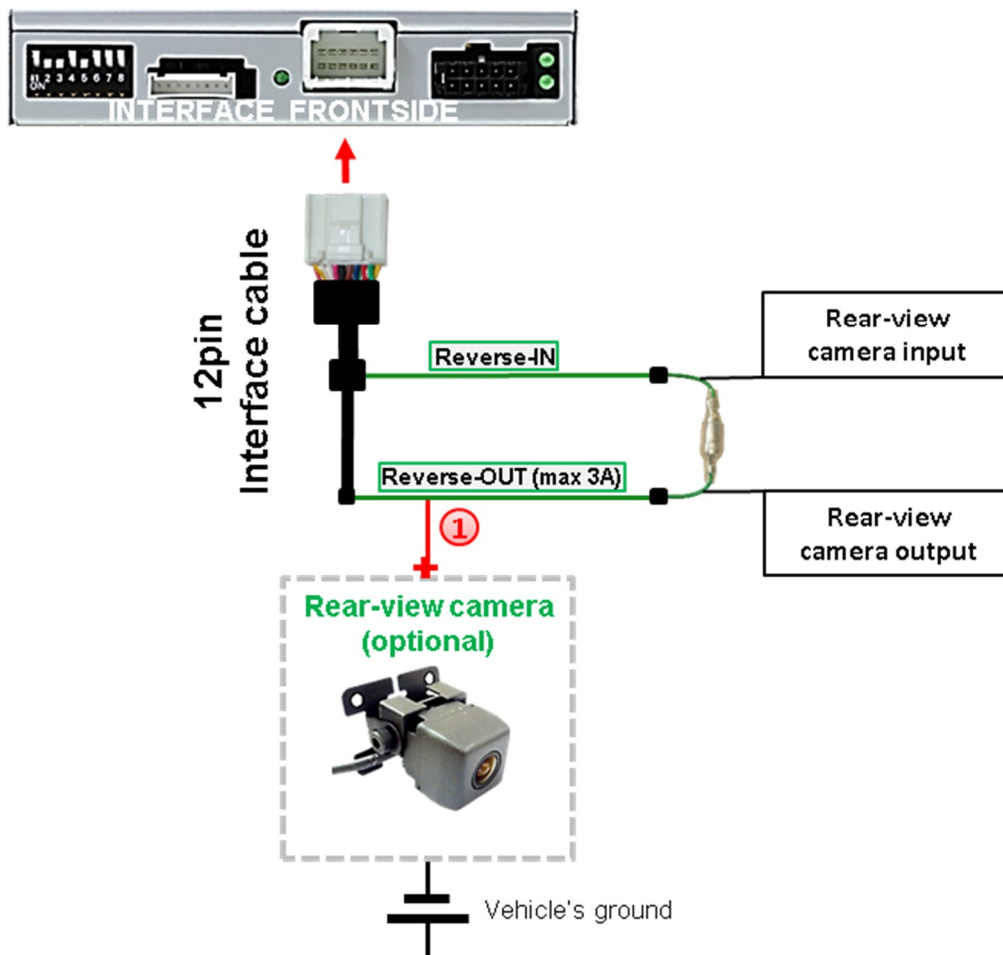 ON
1 2 3 4 5 6 7 8
INTERFACE FRONTSIDE
12pin
Interface cable
Reverse-IN
Rear-view
camera input
Reverse-OUT (max 3A)
1
Rear-view
camera output
Rear-view camera
(optional)
Vehicle's ground